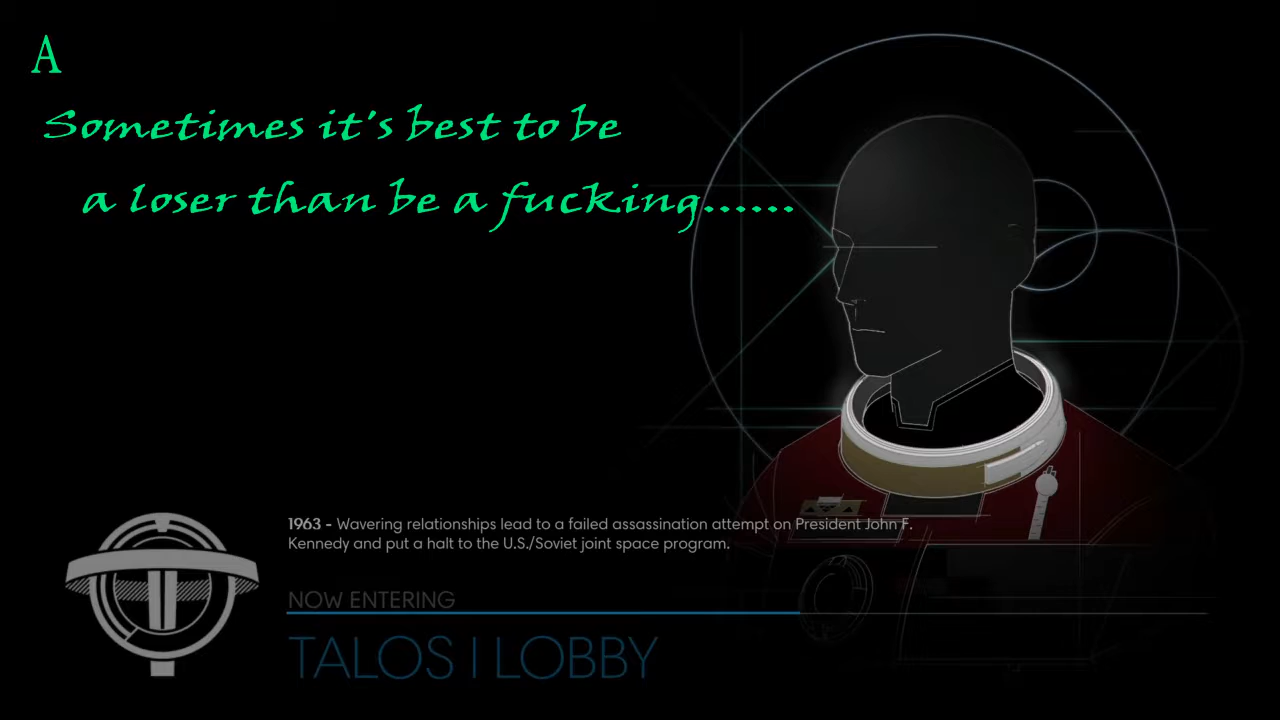 A
Sometimes it's best to be
a loser than be a fucking......
1963 - Wavering relationships lead to a failed assassination attempt on President John F.
Kennedy and put a halt to the U.S./Soviet joint space program.
NOW ENTERING
TALOS I LOBBY